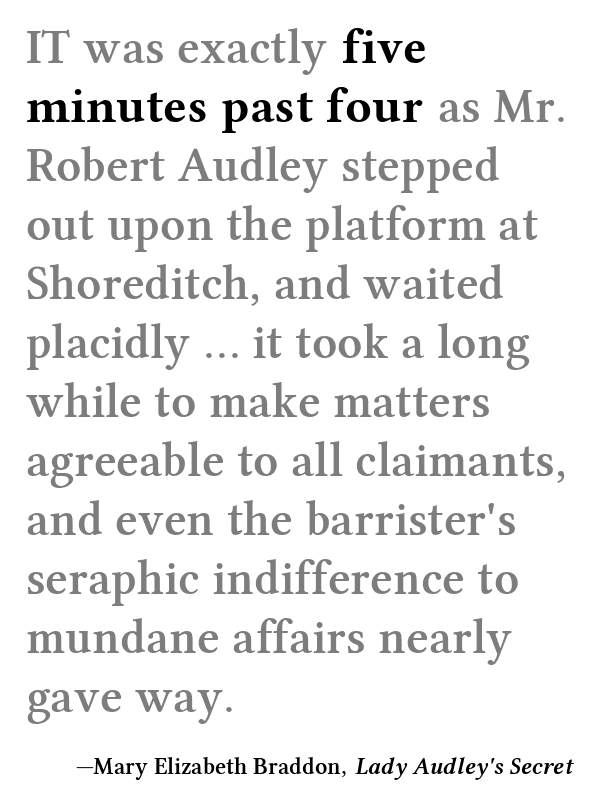 IT was exactly five
minutes past four as Mr.
Robert Audley stepped
out upon the platform at
Shoreditch, and waited
placidly ... it took a long
while to make matters
agreeable to all claimants,
and even the barrister's
seraphic indifference to
mundane affairs nearly
gave way.
—Mary Elizabeth Braddon, Lady Audley's Secret